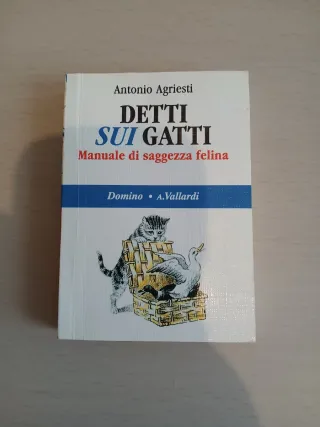 Antonio Agriesti
DETTI
SUI GATTI
Manuale di saggezza felina
Domino • A.Vallardi